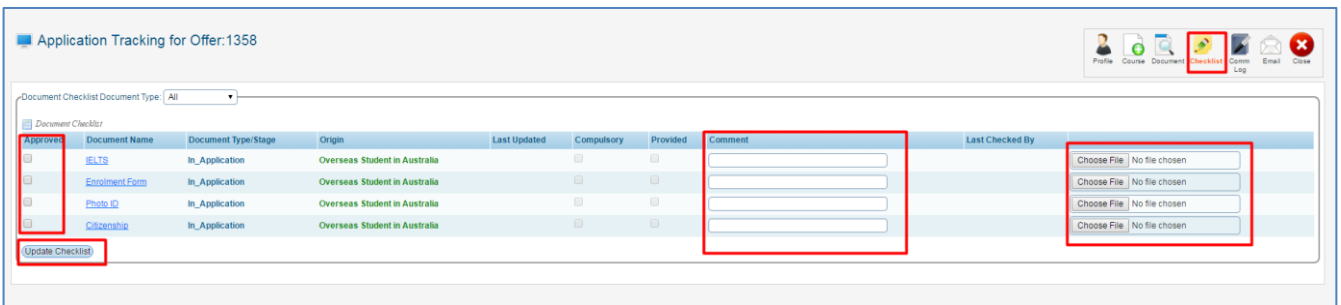 Application Tracking for Offer:1358
Profile Course Document Checklist Comm Log Email Close
Document Checklist Document Type: All
Document Checklist
Approved Document Name Document Type/Stage Origin Last Updated Compulsory Provided Comment Last Checked By
IELTS In_Application Overseas Student in Australia Choose File No file chosen
Enrolment Form In_Application Overseas Student in Australia Choose File No file chosen
Photo ID In_Application Overseas Student in Australia Choose File No file chosen
Citizenship In_Application Overseas Student in Australia Choose File No file chosen
Update Checklist